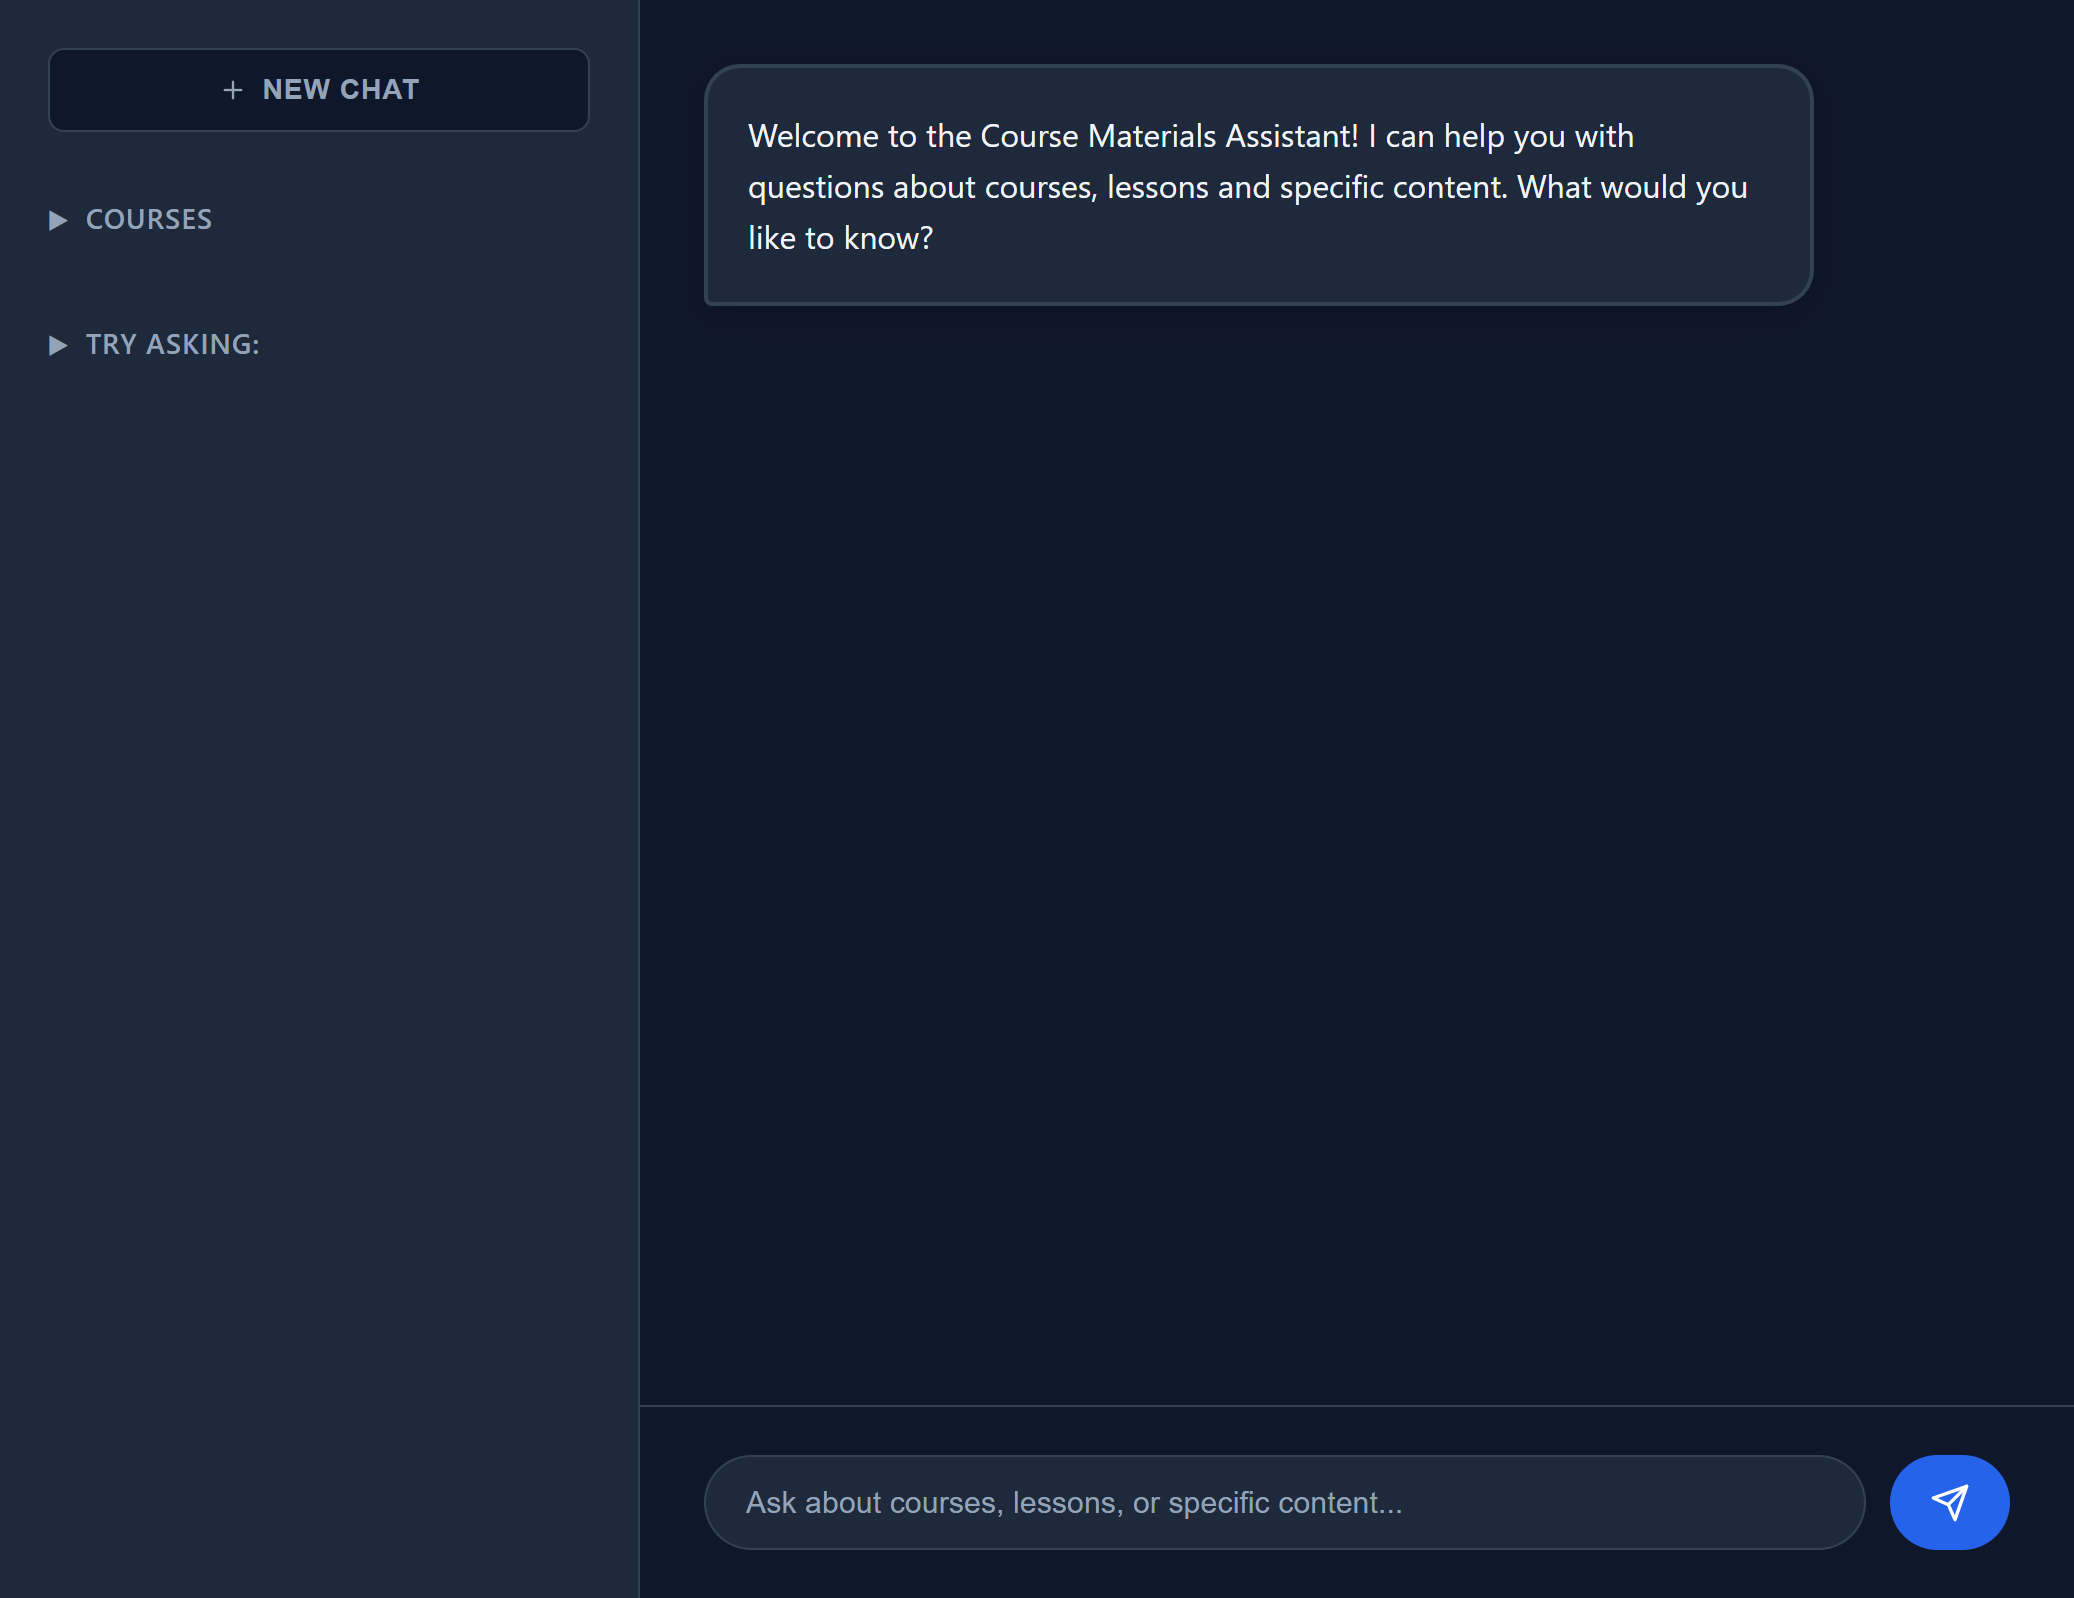 + NEW CHAT
▶ COURSES
▶ TRY ASKING:
Welcome to the Course Materials Assistant! I can help you with
questions about courses, lessons and specific content. What would you
like to know?
Ask about courses, lessons, or specific content...